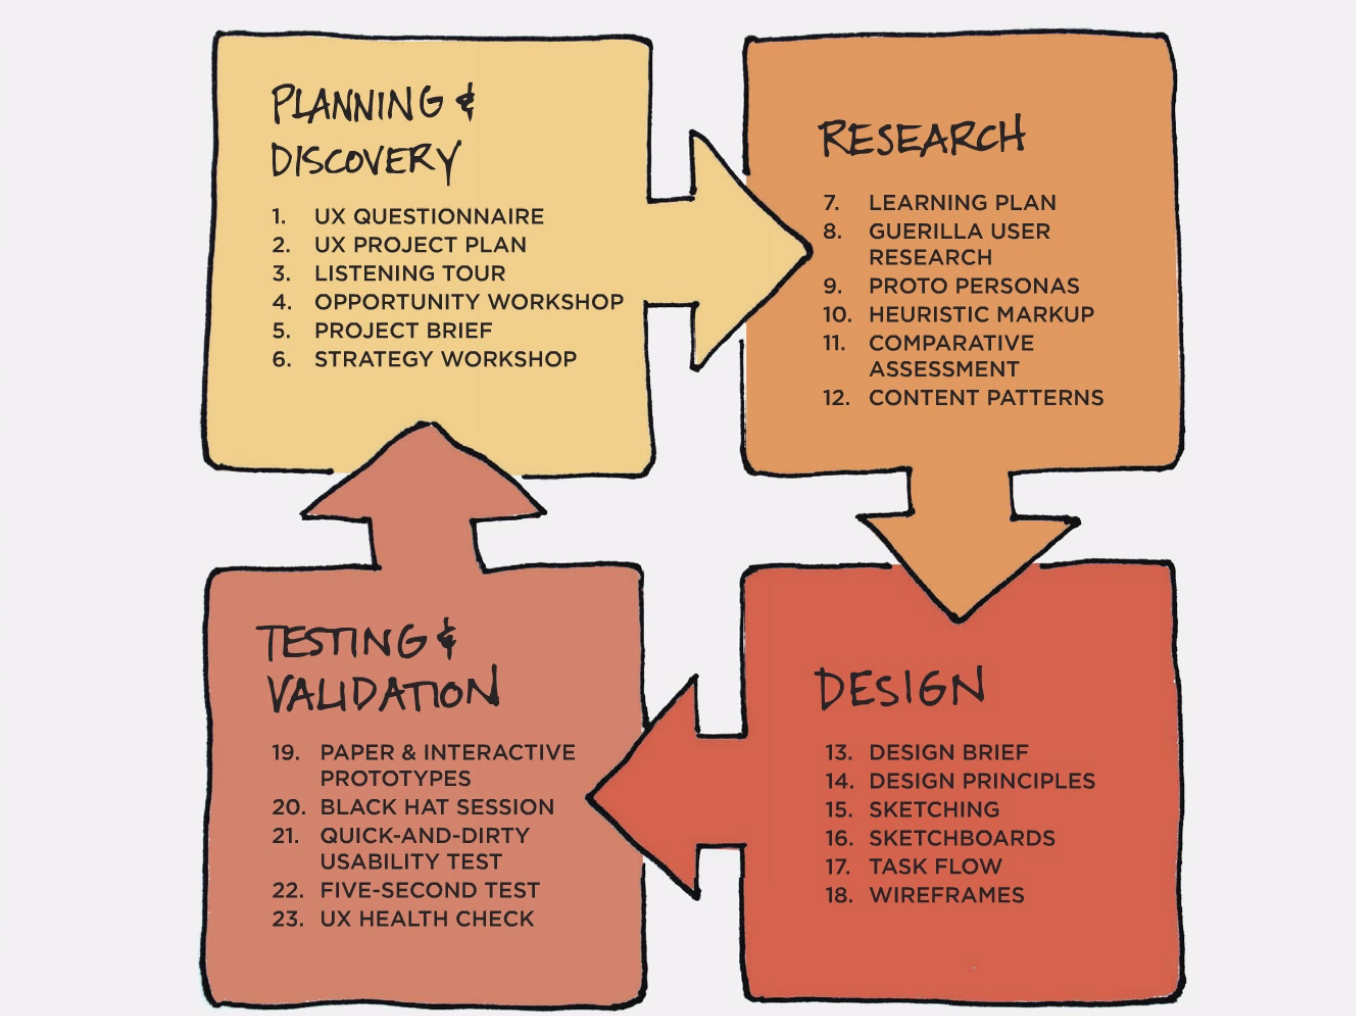 PLANNING &
DISCOVERY
1. UX QUESTIONNAIRE
2. UX PROJECT PLAN
3. LISTENING TOUR
4. OPPORTUNITY WORKSHOP
5. PROJECT BRIEF
6. STRATEGY WORKSHOP
RESEARCH
7. LEARNING PLAN
8. GUERILLA USER
RESEARCH
9. PROTO PERSONAS
10. HEURISTIC MARKUP
11. COMPARATIVE
ASSESSMENT
12. CONTENT PATTERNS
TESTING &
VALIDATION
19. PAPER & INTERACTIVE
PROTOTYPES
20. BLACK HAT SESSION
21. QUICK-AND-DIRTY
USABILITY TEST
22. FIVE-SECOND TEST
23. UX HEALTH CHECK
DESIGN
13. DESIGN BRIEF
14. DESIGN PRINCIPLES
15. SKETCHING
16. SKETCHBOARDS
17. TASK FLOW
18. WIREFRAMES